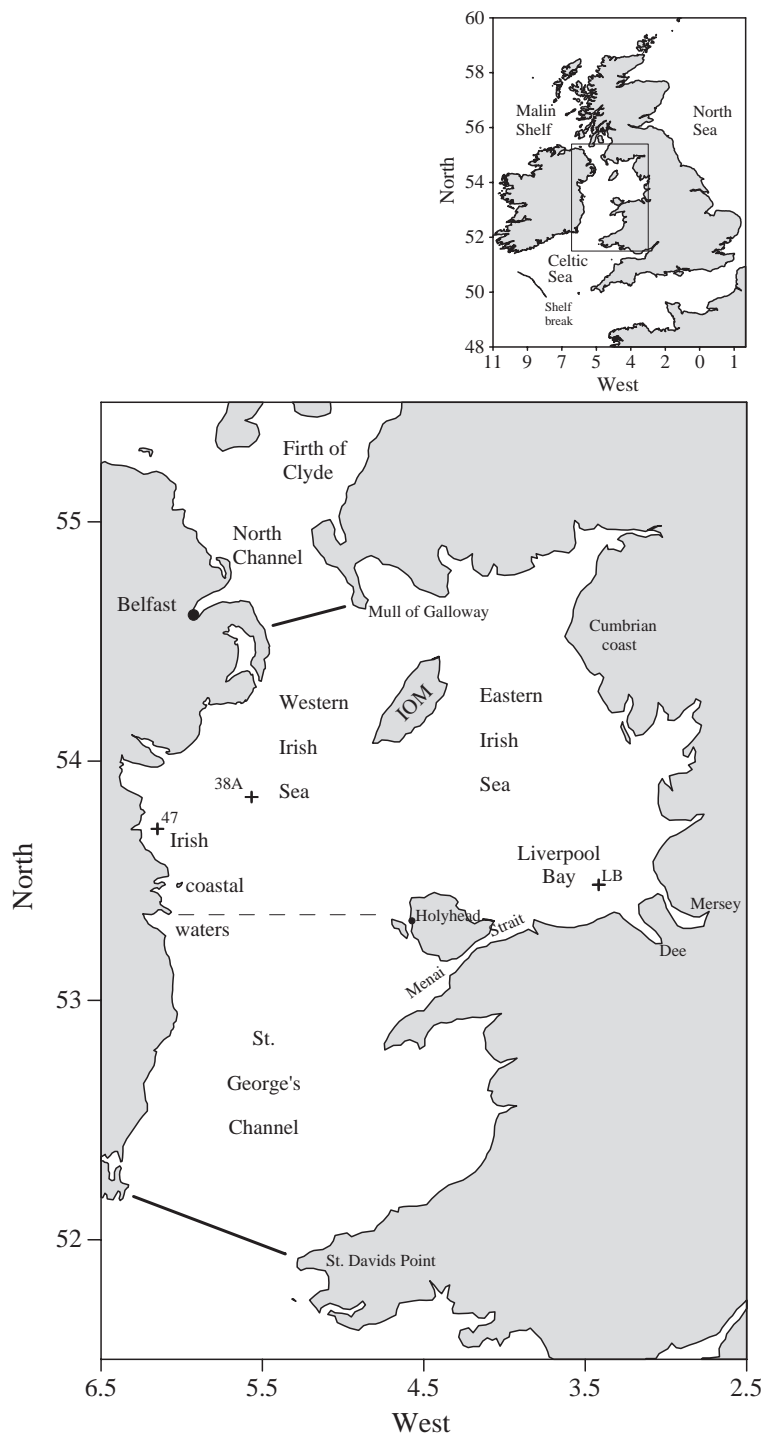 60
58
56
54
52
50
48
North
Malin
Shelf
North
Sea
Celtic
Sea
Shelf
break
11 9 7 5 4 2 0 1
West
55
54
53
52
North
Firth of
Clyde
North
Channel
Belfast
Mull of Galloway
Cumbrian
coast
IOM
Western
Irish
Sea
Eastern
Irish
Sea
38A
47
Irish
coastal
waters
Liverpool
Bay
LB
Mersey
Dee
Holyhead
Menai
Strait
St.
George's
Channel
St. Davids Point
6.5 5.5 4.5 3.5 2.5
West